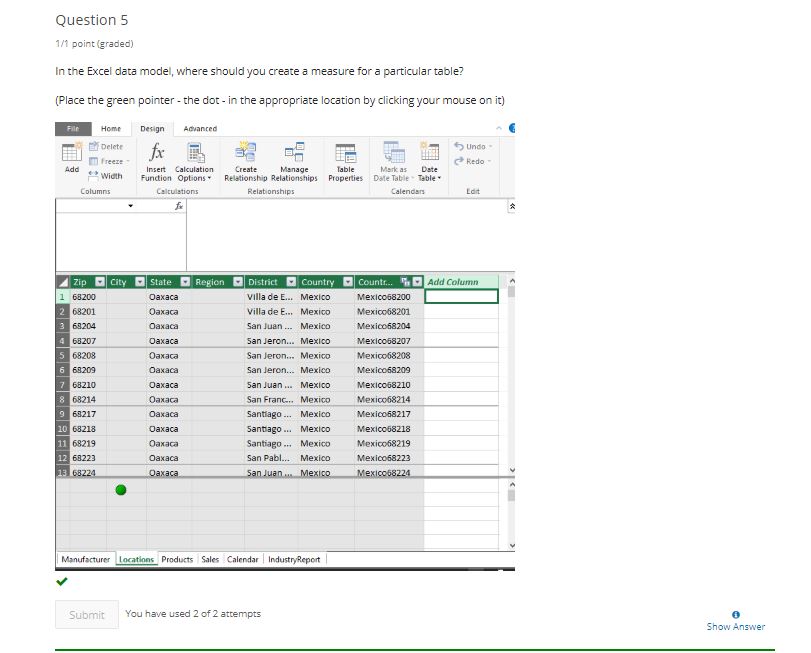 Question 5
1/1 point (graded)
In the Excel data model, where should you create a measure for a particular table?
(Place the green pointer - the dot - in the appropriate location by clicking your mouse on it)
File Home Design Advanced
Add
Delete
Freeze
Width
Columns
fx
Insert Function
Calculation Options
Calculations
Create Relationship
Manage Relationships
Relationships
Table Properties
Mark as Date Table
Date Table
Calendars
Undo
Redo
Edit
fx
Zip City State Region District Country Countr... Add Column
1 68200 Oaxaca Villa de E... Mexico Mexico68200
2 68201 Oaxaca Villa de E... Mexico Mexico68201
3 68204 Oaxaca San Juan ... Mexico Mexico68204
4 68207 Oaxaca San Jeron... Mexico Mexico68207
5 68208 Oaxaca San Jeron... Mexico Mexico68208
6 68209 Oaxaca San Jeron... Mexico Mexico68209
7 68210 Oaxaca San Juan ... Mexico Mexico68210
8 68214 Oaxaca San Franc... Mexico Mexico68214
9 68217 Oaxaca Santiago ... Mexico Mexico68217
10 68218 Oaxaca Santiago ... Mexico Mexico68218
11 68219 Oaxaca Santiago ... Mexico Mexico68219
12 68223 Oaxaca San Pabl... Mexico Mexico68223
13 68224 Oaxaca San Juan ... Mexico Mexico68224
Manufacturer Locations Products Sales Calendar IndustryReport
Submit You have used 2 of 2 attempts
Show Answer